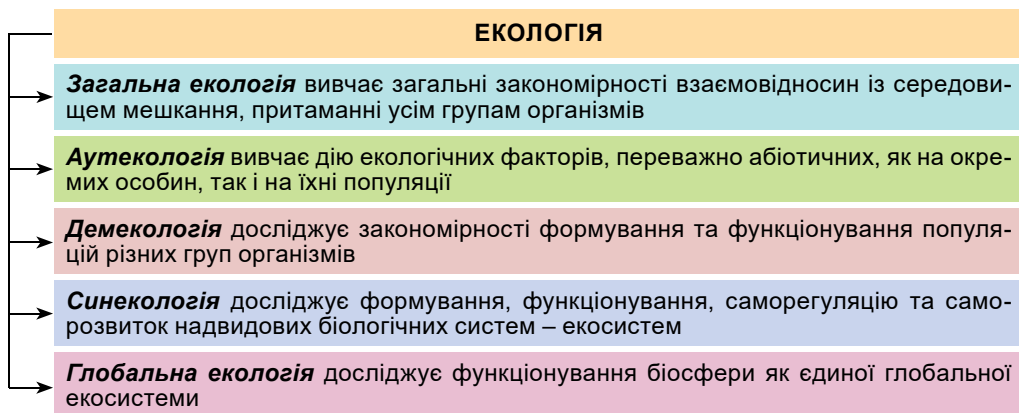 ЕКОЛОГІЯ
Загальна екологія вивчає загальні закономірності взаємовідносин із середови-
щем мешкання, притаманні усім групам організмів
Аутекологія вивчає дію екологічних факторів, переважно абіотичних, як на окре-
мих особин, так і на їхні популяції
Демекологія досліджує закономірності формування та функціонування популя-
цій різних груп організмів
Синекологія досліджує формування, функціонування, саморегуляцію та само-
розвиток надвидових біологічних систем – екосистем
Глобальна екологія досліджує функціонування біосфери як єдиної глобальної
екосистеми